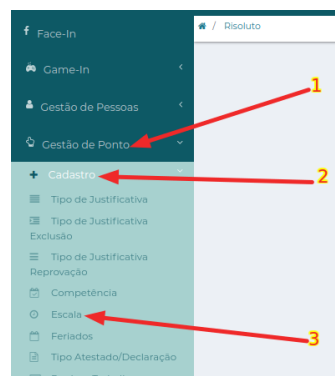 Face-In
/ Risoluto
Game-In
1
Gestão de Pessoas
Gestão de Ponto
Cadastro
2
Tipo de Justificativa
Tipo de Justificativa
Exclusão
Tipo de Justificativa
Reprovação
Competência
Escala
Feriados
3
Tipo Atestado/Declaração